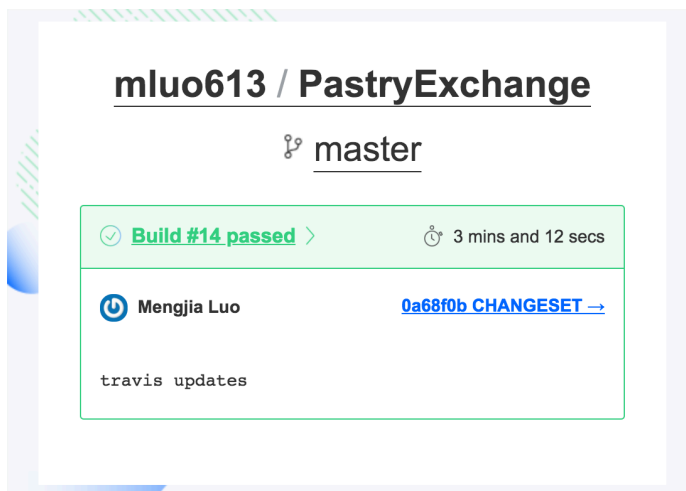 mluo613 / PastryExchange
master
Build #14 passed
3 mins and 12 secs
Mengjia Luo
0a68f0b CHANGESET →
travis updates